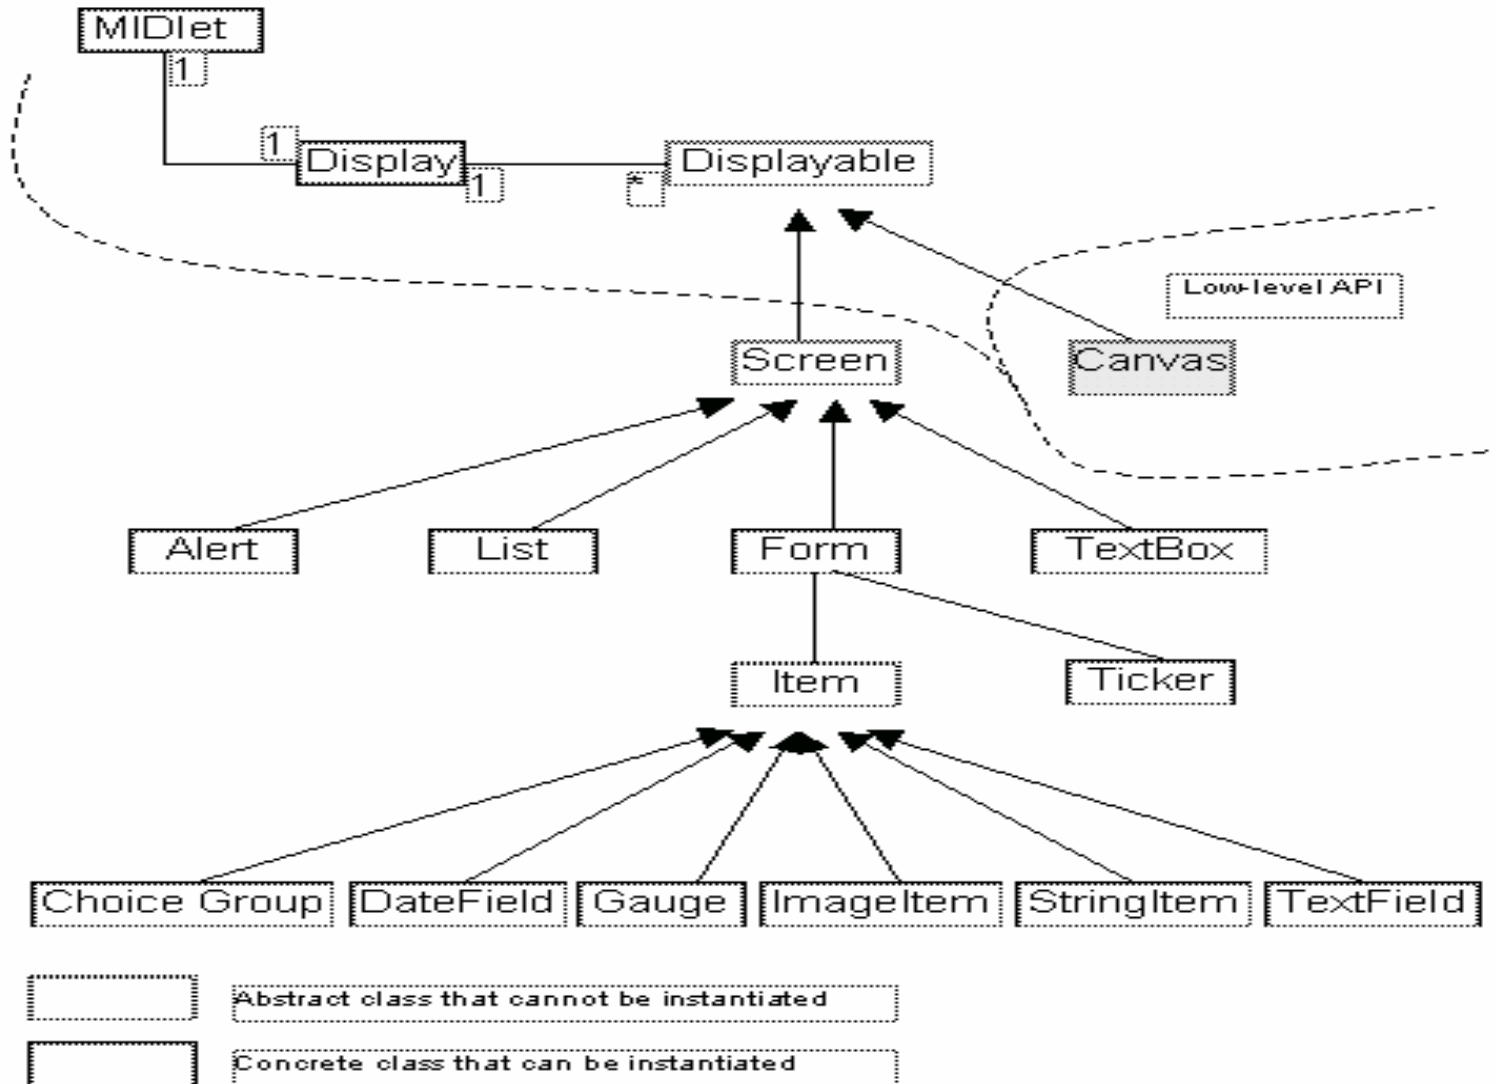 MIDlet
1
1
Display
1
*
Displayable
Low-level API
Screen
Canvas
Alert
List
Form
TextBox
Item
Ticker
Choice Group
DateField
Gauge
ImageItem
StringItem
TextField
Abstract class that cannot be instantiated
Concrete class that can be instantiated